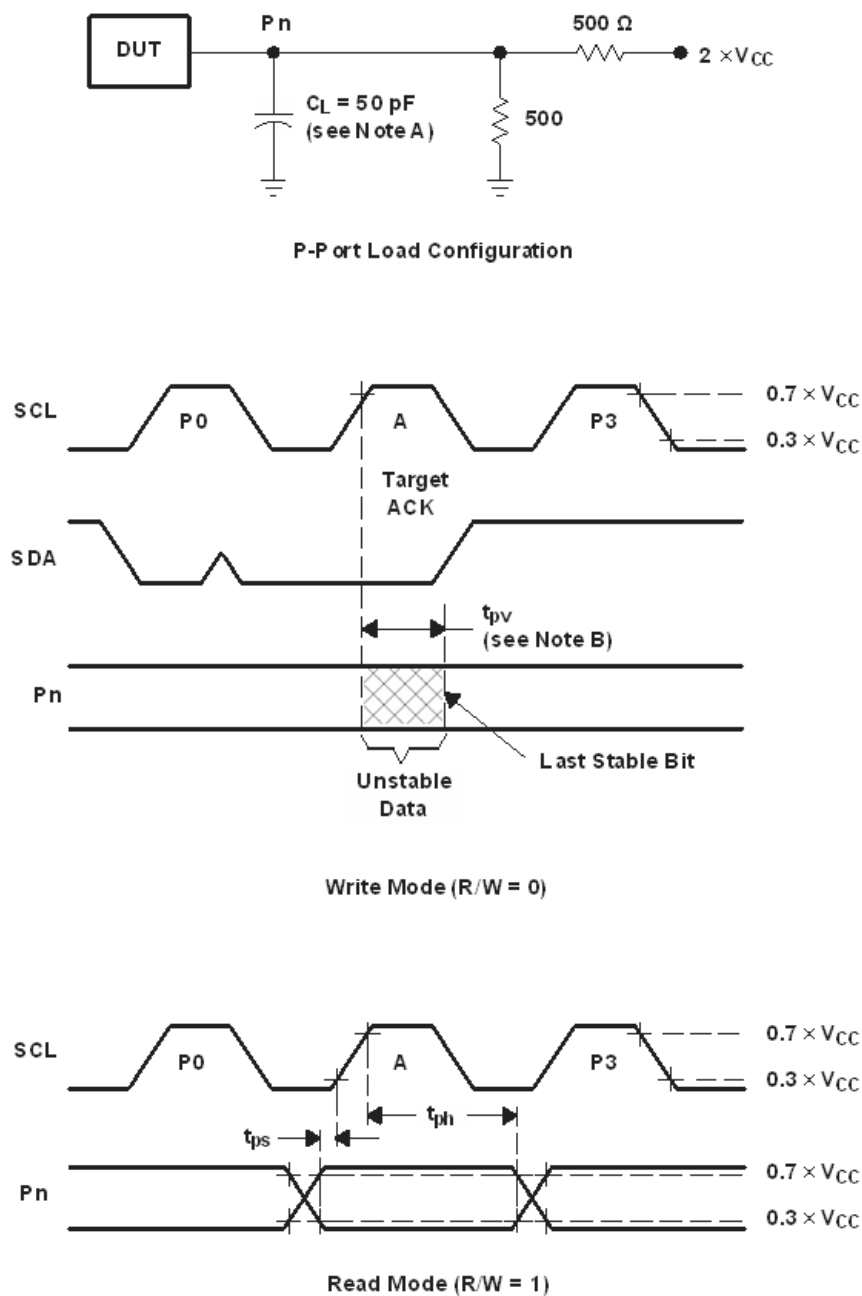 DUT
Pn
500 Ω
2 × VCC
CL = 50 pF
(see Note A)
500
P-Port Load Configuration
SCL
P0
A
P3
0.7 × VCC
0.3 × VCC
Target
ACK
SDA
tpv
(see Note B)
Pn
Unstable
Data
Last Stable Bit
Write Mode (R/W = 0)
SCL
P0
A
P3
0.7 × VCC
0.3 × VCC
tps
tph
Pn
0.7 × VCC
0.3 × VCC
Read Mode (R/W = 1)